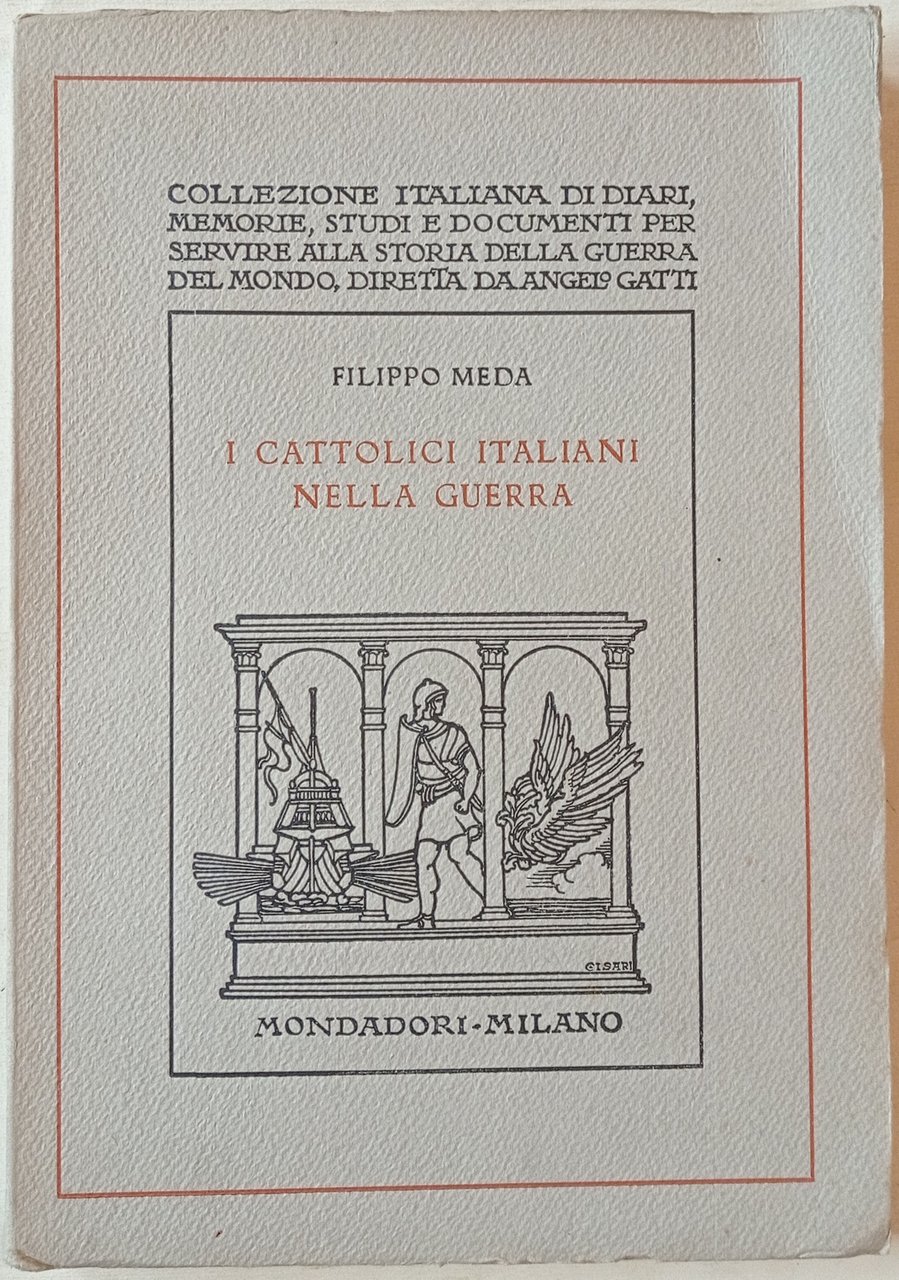 COLLEZIONE ITALIANA DI DIARI,
MEMORIE, STUDI E DOCUMENTI PER
SERVIRE ALLA STORIA DELLA GUERRA
DEL MONDO, DIRETTA DA ANGELO GATTI
FILIPPO MEDA
I CATTOLICI ITALIANI
NELLA GUERRA
CISARI
MONDADORI-MILANO